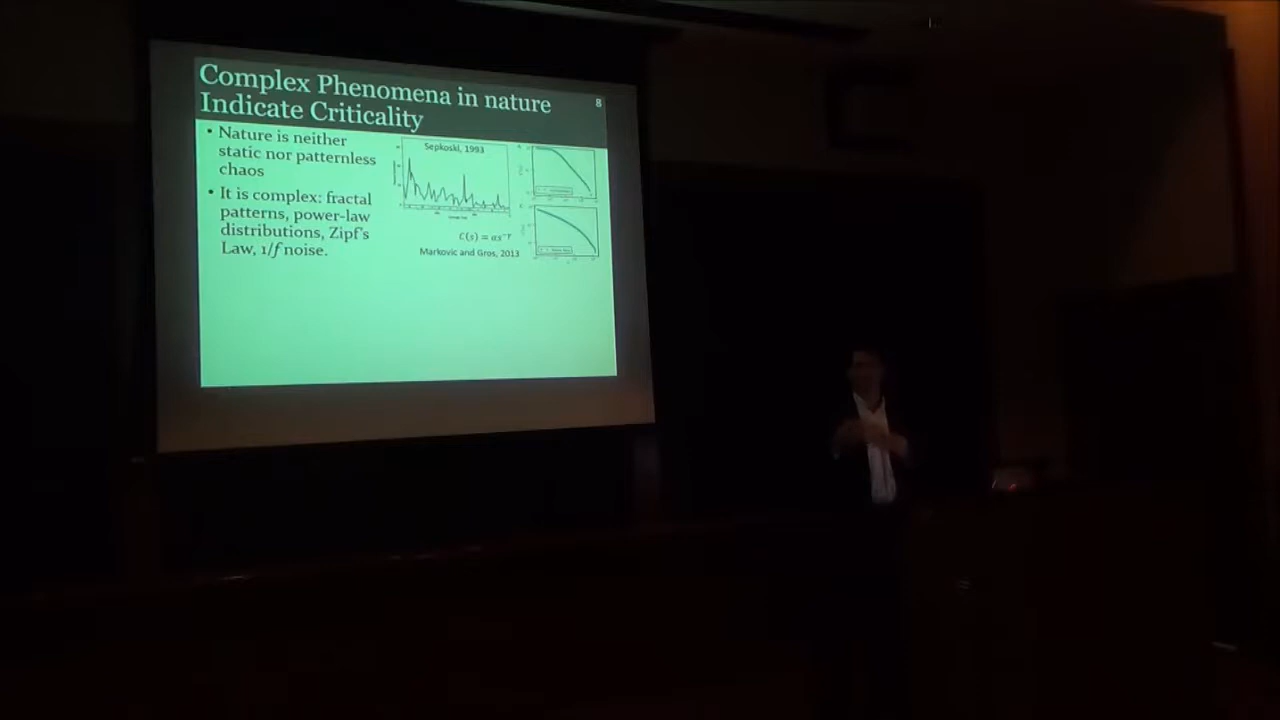 Complex Phenomena in nature
Indicate Criticality
8
• Nature is neither
static nor patternless
chaos
• It is complex: fractal
patterns, power-law
distributions, Zipf's
Law, 1/f noise.
Sepkoski, 1993
C(s) = as⁻ᵞ
Markovic and Gros, 2013